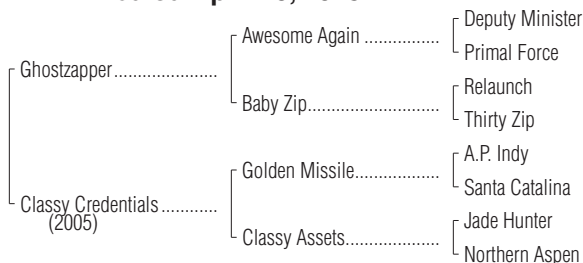 Deputy Minister
Awesome Again ................
Primal Force
Ghostzapper.......................
Relaunch
Baby Zip.............................
Thirty Zip
A.P. Indy
Golden Missile..................
Santa Catalina
Classy Credentials ............
(2005)
Jade Hunter
Classy Assets....................
Northern Aspen